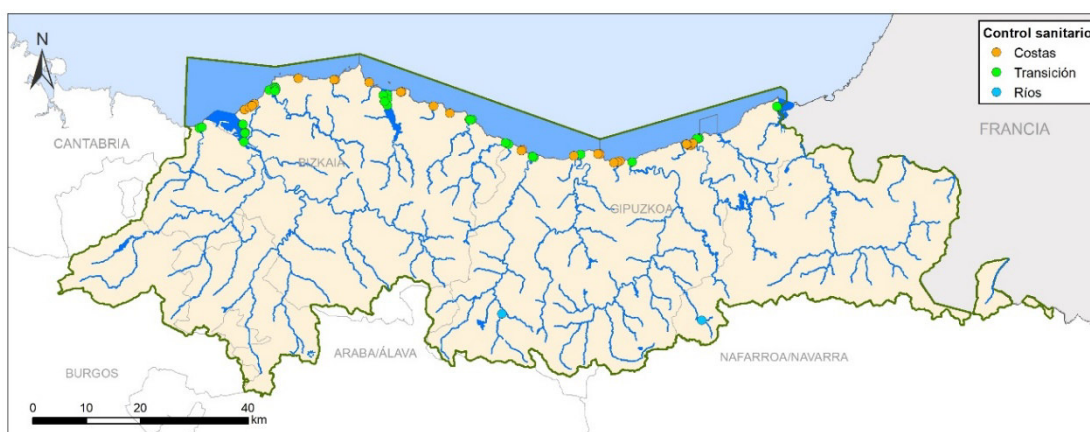 N
Control sanitario
Costas
Transición
Ríos
CANTABRIA
FRANCIA
BIZKAIA
GIPUZKOA
ARABA/ÁLAVA
NAFARROA/NAVARRA
BURGOS
0 10 20 40
km